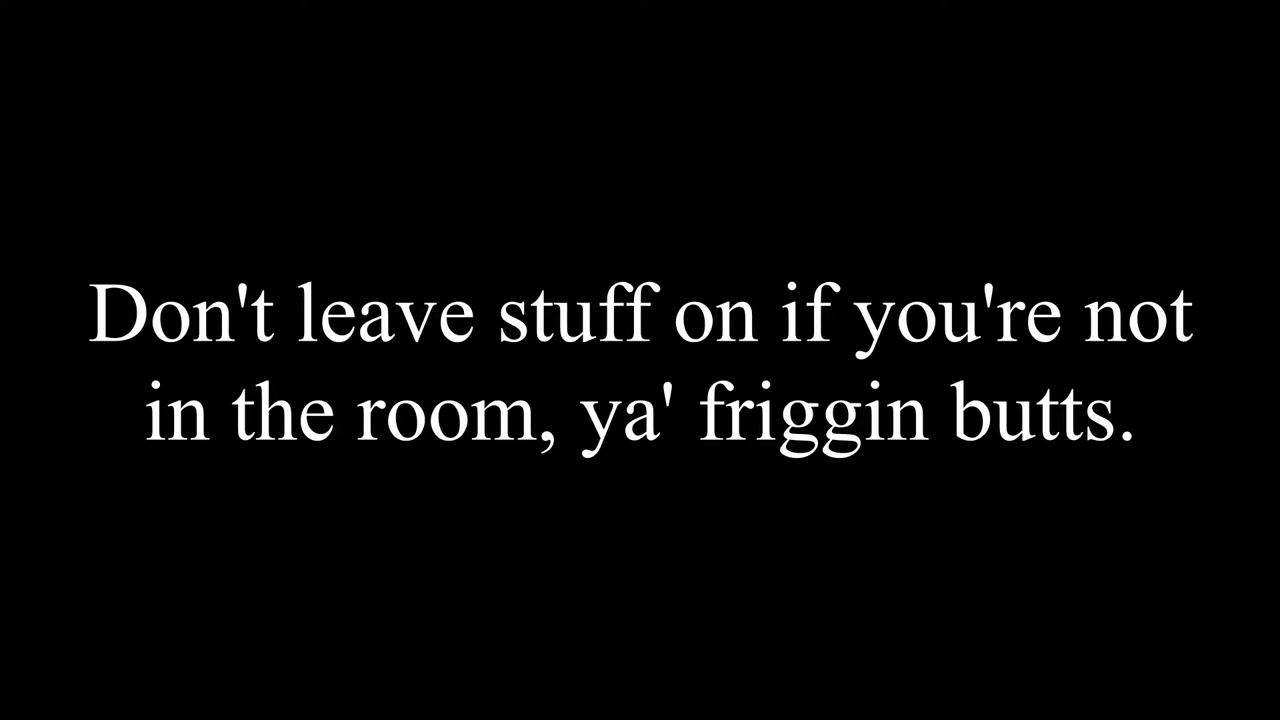 Don't leave stuff on if you're not
in the room, ya' friggin butts.